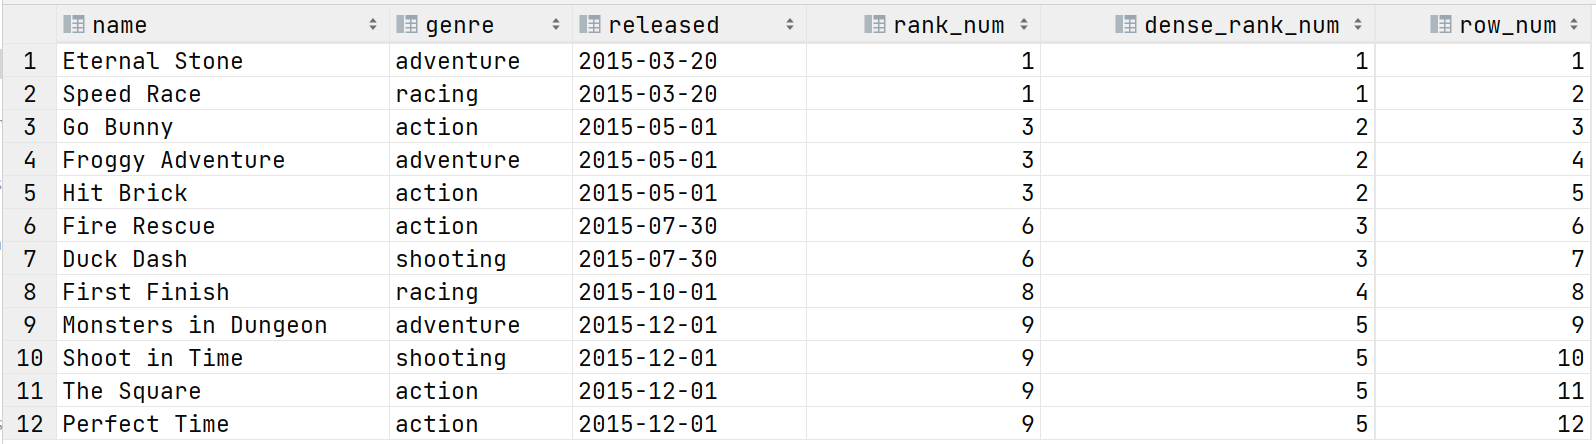 name genre released rank_num dense_rank_num row_num
1 Eternal Stone adventure 2015-03-20 1 1 1
2 Speed Race racing 2015-03-20 1 1 2
3 Go Bunny action 2015-05-01 3 2 3
4 Froggy Adventure adventure 2015-05-01 3 2 4
5 Hit Brick action 2015-05-01 3 2 5
6 Fire Rescue action 2015-07-30 6 3 6
7 Duck Dash shooting 2015-07-30 6 3 7
8 First Finish racing 2015-10-01 8 4 8
9 Monsters in Dungeon adventure 2015-12-01 9 5 9
10 Shoot in Time shooting 2015-12-01 9 5 10
11 The Square action 2015-12-01 9 5 11
12 Perfect Time action 2015-12-01 9 5 12